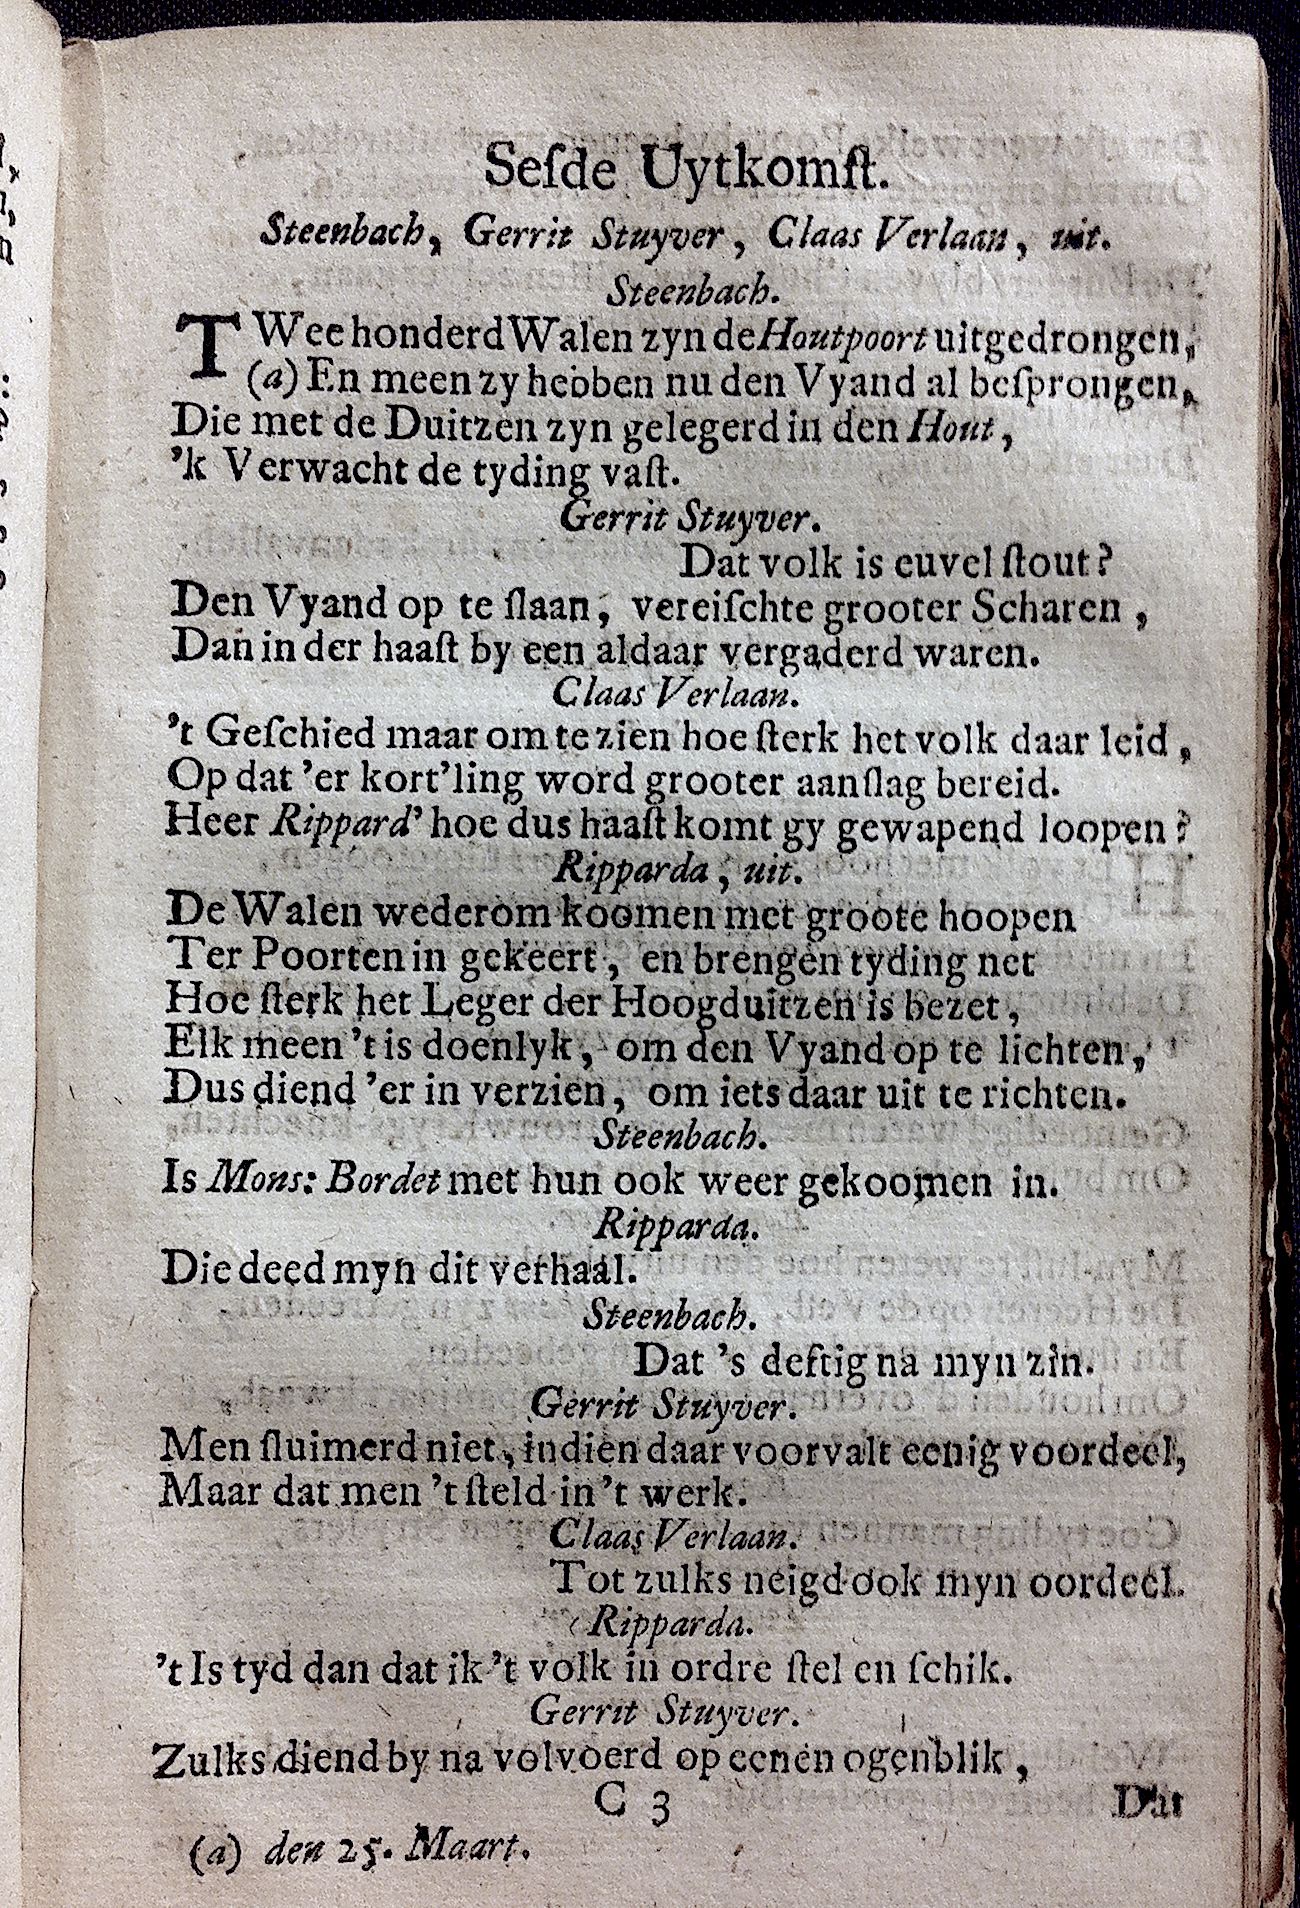 Sesde Uytkomst.
Steenbach, Gerrit Stuyver, Claas Verlaan, uit.
Steenbach.
TWee honderd Walen zyn de Houtpoort uitgedrongen,
(a) En meen zy hebben nu den Vyand al besprongen,
Die met de Duitzen zyn gelegerd in den Hout,
'k Verwacht de tyding vast.
Gerrit Stuyver.
Dat volk is euvel stout?
Den Vyand op te slaan, vereischte grooter Scharen,
Dan in der haast by een aldaar vergaderd waren.
Claas Verlaan.
't Geschied maar om te zien hoe sterk het volk daar leid,
Op dat 'er kort'ling word grooter aanslag bereid.
Heer Rippard' hoe dus haast komt gy gewapend loopen?
Ripparda, uit.
De Walen wederom koomen met groote hoopen
Ter Poorten in gekeert, en brengen tyding net
Hoe sterk het Leger der Hoogduitzen is bezet,
Elk meen 't is doenlyk, om den Vyand op te lichten,
Dus diend 'er in verzien, om iets daar uit te richten.
Steenbach.
Is Mons: Bordet met hun ook weer gekoomen in.
Ripparda.
Die deed myn dit verhaal.
Steenbach.
Dat 's deftig na myn zin.
Gerrit Stuyver.
Men sluimerd niet, indien daar voorvalt eenig voordeel,
Maar dat men 't steld in 't werk.
Claas Verlaan.
Tot zulks neigd ook myn oordeel.
Ripparda.
't Is tyd dan dat ik 't volk in ordre stel en schik.
Gerrit Stuyver.
Zulks diend by na volvoerd op eenen ogenblik,
C 3 Dat
(a) den 25. Maart.